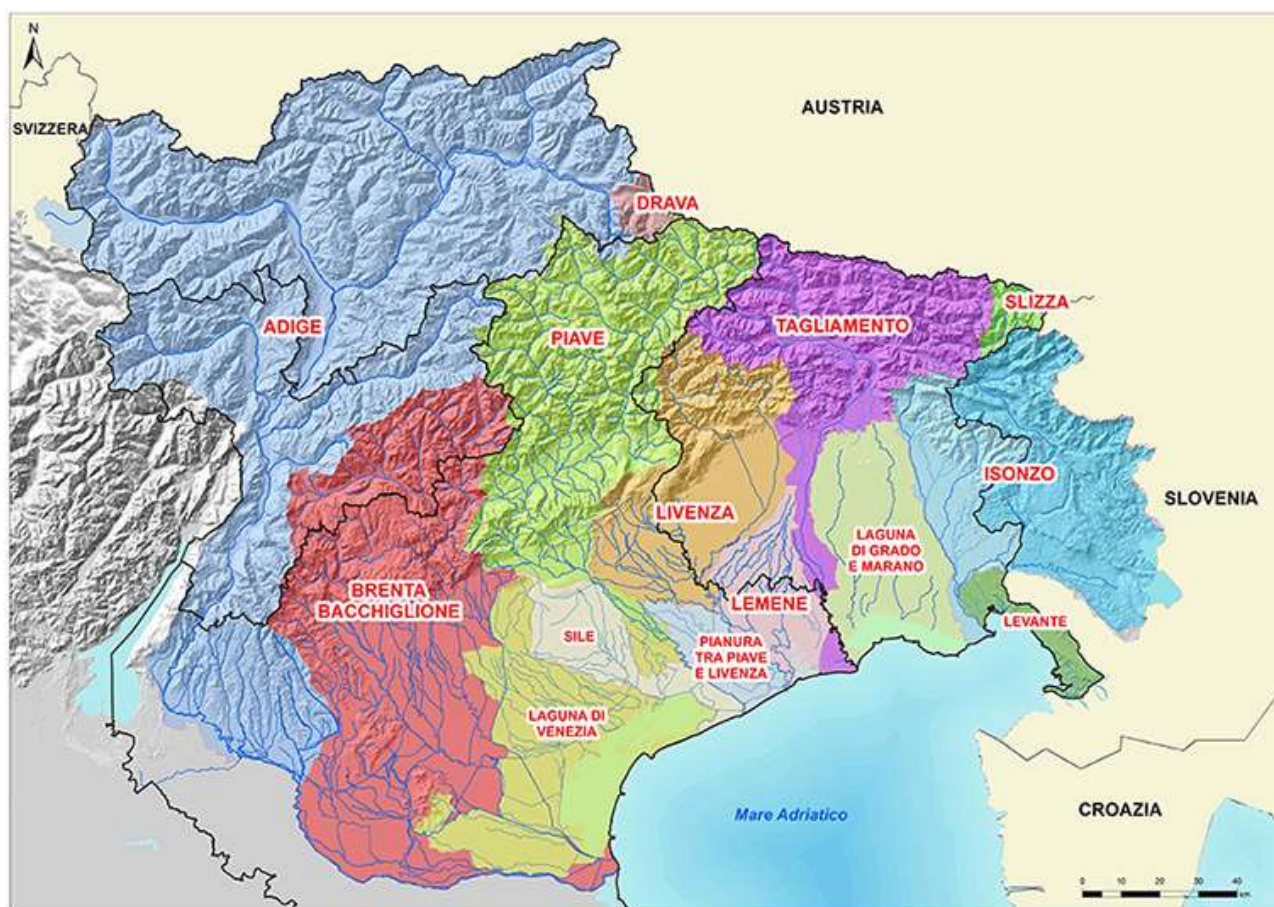 N
AUSTRIA
SVIZZERA
DRAVA
SLIZZA
ADIGE
PIAVE
TAGLIAMENTO
ISONZO
SLOVENIA
LIVENZA
LAGUNA
DI GRADO
E MARANO
BRENTA
BACCHIGLIONE
LEMENE
LEVANTE
SILE
PIANURA
TRA PIAVE
E LIVENZA
LAGUNA DI
VENEZIA
Mare Adriatico
CROAZIA
0 10 20 30 40
km